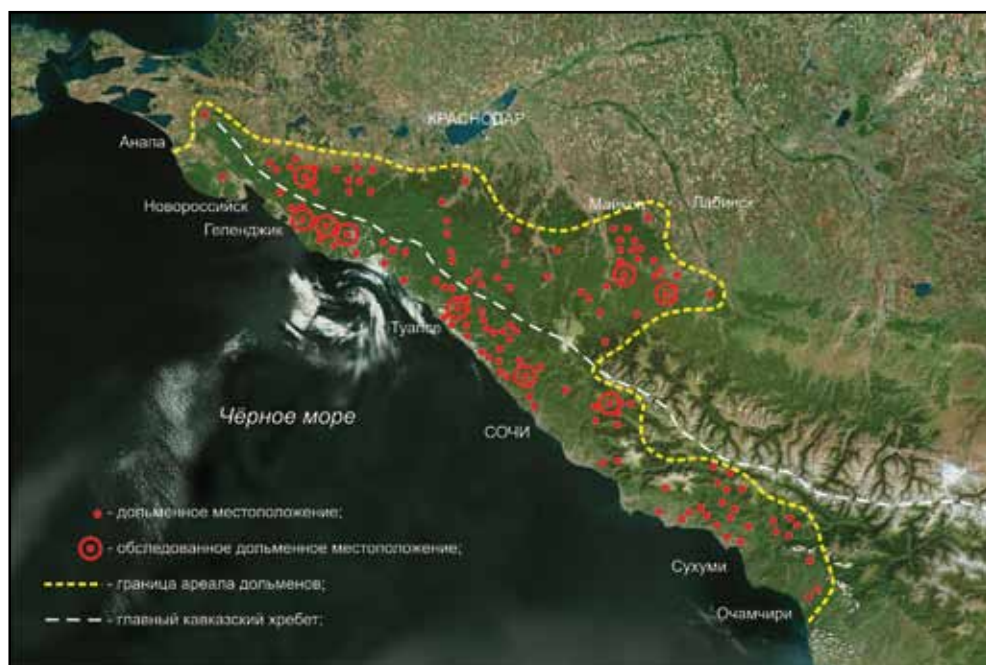 КРАСНОДАР
Анапа
Майкоп
Лабинск
Новороссийск
Геленджик
Туапсе
Чёрное море
СОЧИ
- дольменное местоположение;
- обследованное дольменное местоположение;
Сухуми
- граница ареала дольменов;
Очамчири
- главный кавказский хребет;